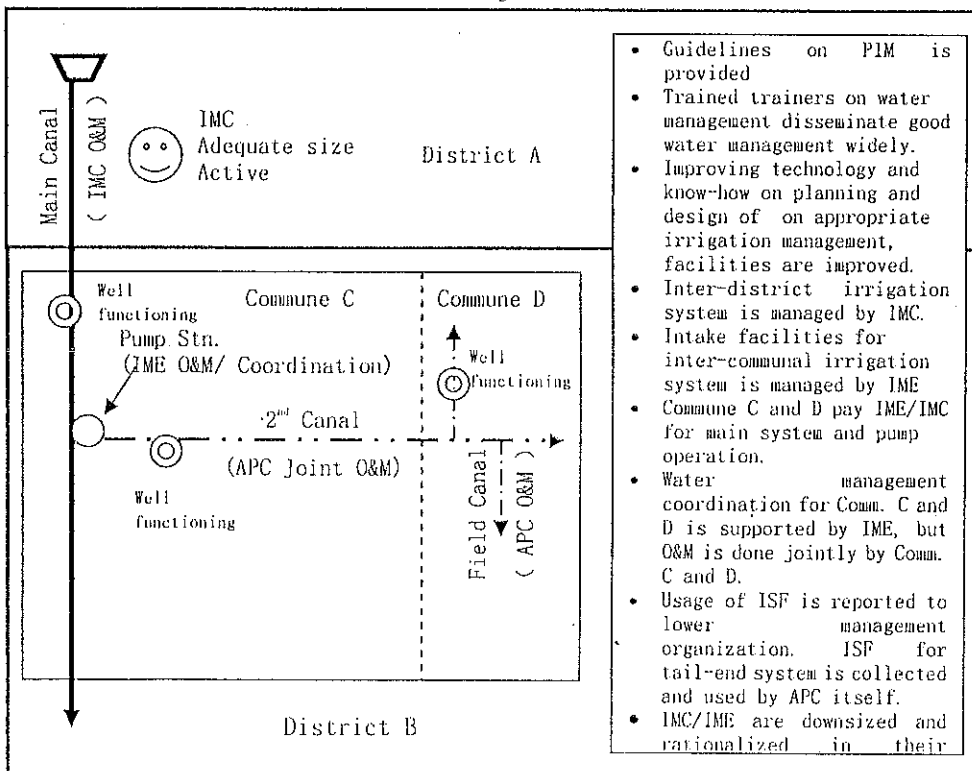 Main Canal
( IMC O&M )
IMC
Adequate size
Active
District A
Well
functioning
Commune C
Commune D
Pump Stn.
(IME O&M/ Coordination)
Well
functioning
2nd Canal
(APC Joint O&M)
Well
functioning
Field Canal
( APC O&M )
District B
• Guidelines on PIM is
provided
• Trained trainers on water
management disseminate good
water management widely.
• Improving technology and
know-how on planning and
design of on appropriate
irrigation management,
facilities are improved.
• Inter-district irrigation
system is managed by IMC.
• Intake facilities for
inter-communal irrigation
system is managed by IME
• Commune C and D pay IME/IMC
for main system and pump
operation.
• Water management
coordination for Comm. C and
D is supported by IME, but
O&M is done jointly by Comm.
C and D.
• Usage of ISF is reported to
lower management
organization. ISF for
tail-end system is collected
and used by APC itself.
• IMC/IME are downsized and
rationalized in their